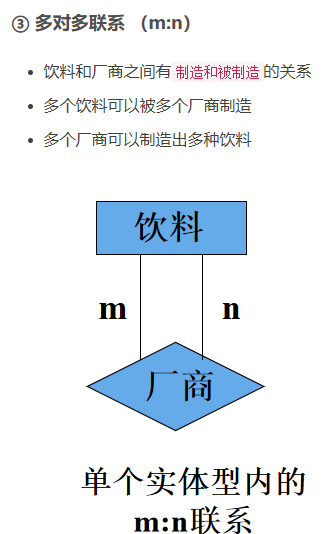 ③ 多对多联系 （m:n）
• 饮料和厂商之间有 制造和被制造 的关系
• 多个饮料可以被多个厂商制造
• 多个厂商可以制造出多种饮料
饮料
m n
厂商
单个实体型内的
m:n联系